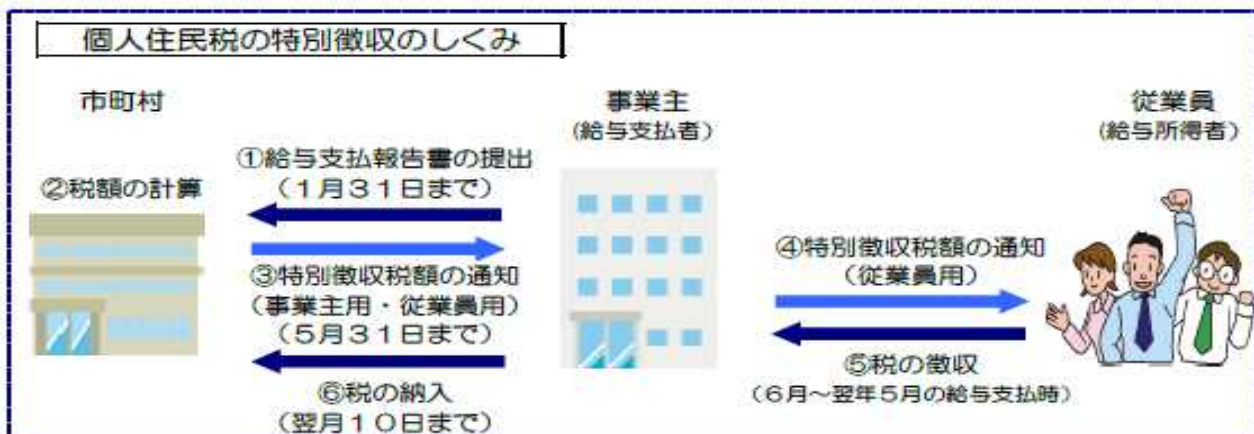 個人住民税の特別徴収のしくみ
市町村
事業主
（給与支払者）
従業員
（給与所得者）
①給与支払報告書の提出
（１月３１日まで）
②税額の計算
③特別徴収税額の通知
（事業主用・従業員用）
（５月３１日まで）
④特別徴収税額の通知
（従業員用）
⑤税の徴収
（６月～翌年５月の給与支払時）
⑥税の納入
（翌月１０日まで）